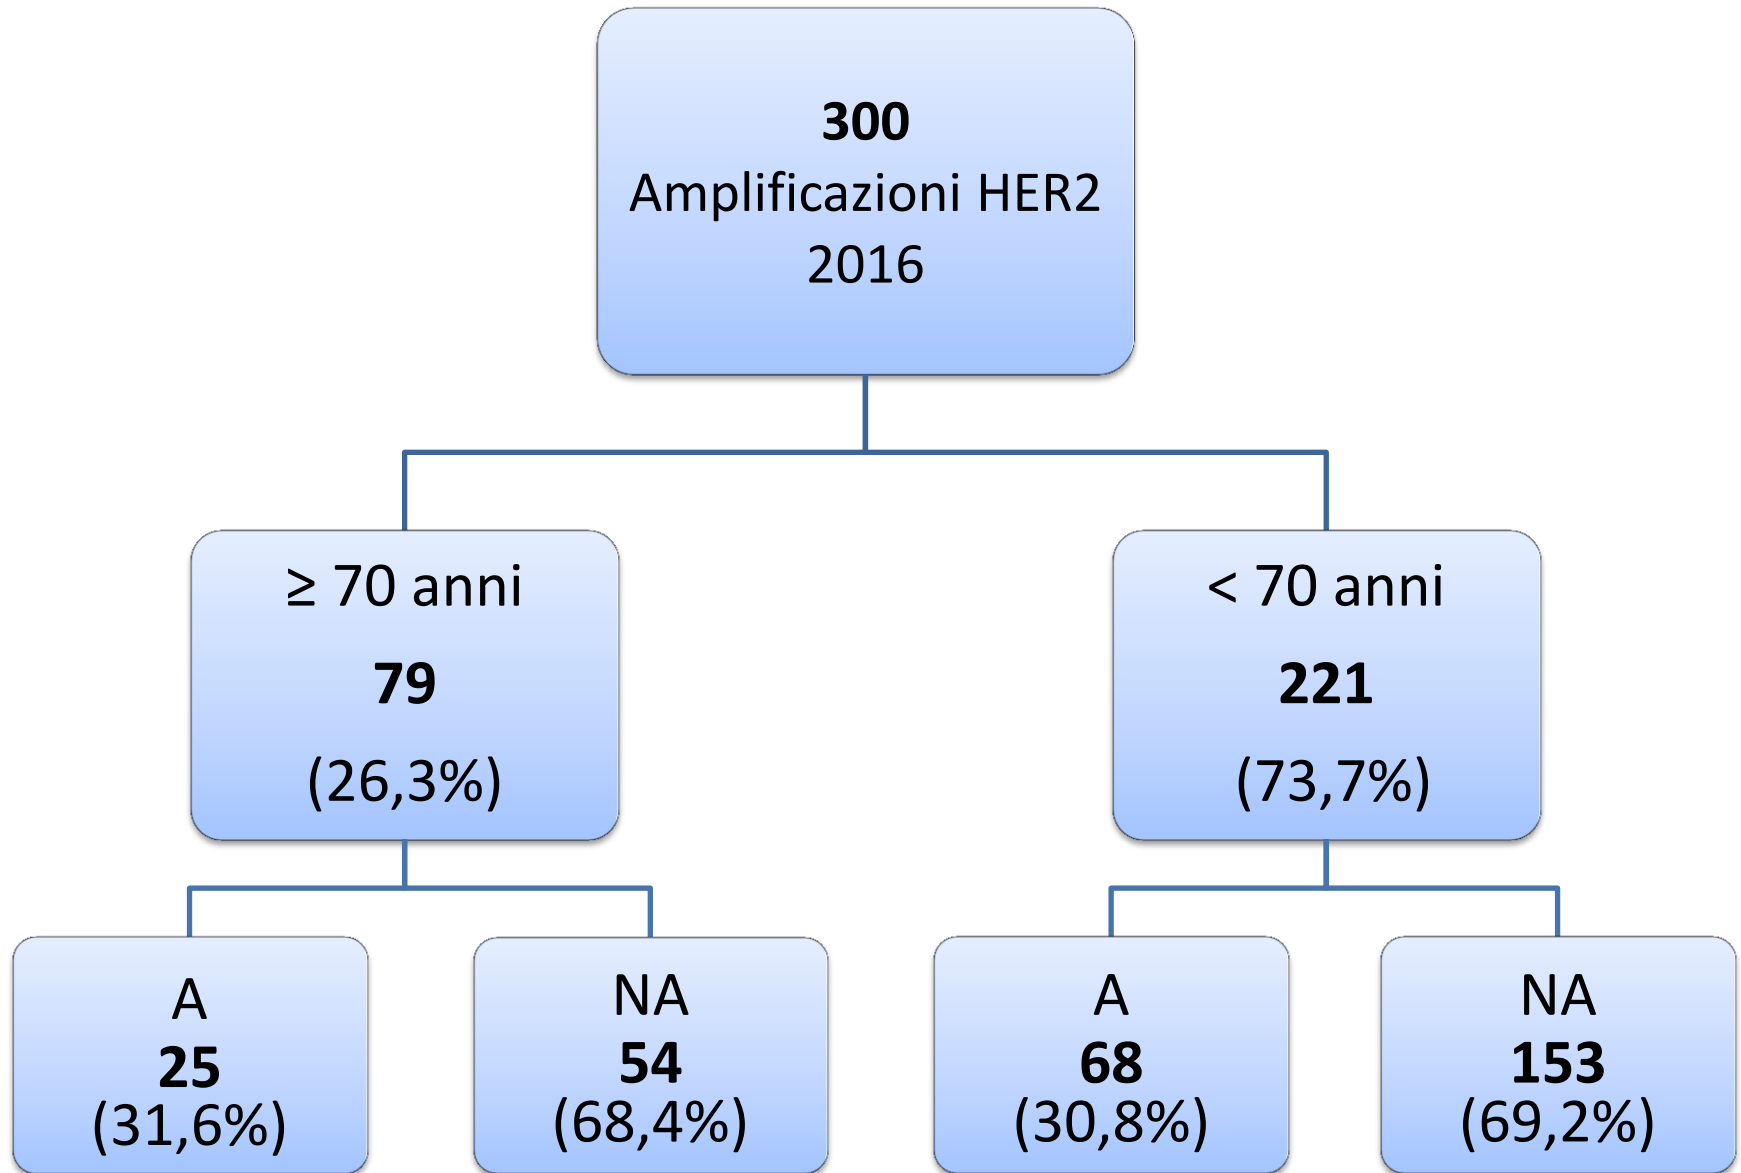 300
Amplificazioni HER2
2016
≥ 70 anni
79
(26,3%)
< 70 anni
221
(73,7%)
A
25
(31,6%)
NA
54
(68,4%)
A
68
(30,8%)
NA
153
(69,2%)